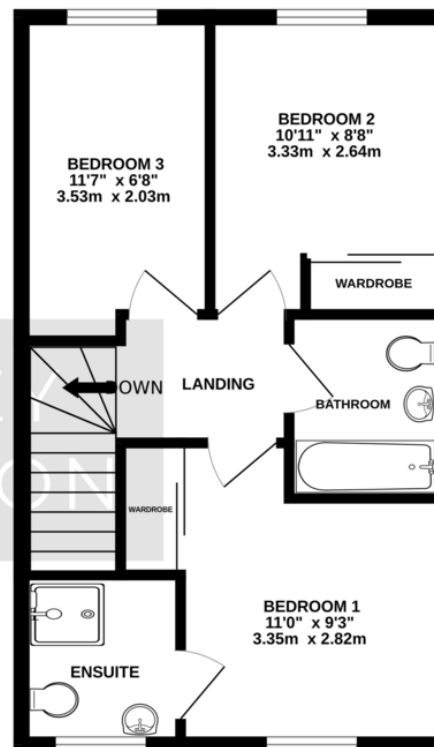 BEDROOM 2
10'11" x 8'8"
3.33m x 2.64m
BEDROOM 3
11'7" x 6'8"
3.53m x 2.03m
WARDROBE
DOWN
LANDING
BATHROOM
WARDROBE
BEDROOM 1
11'0" x 9'3"
3.35m x 2.82m
ENSUITE